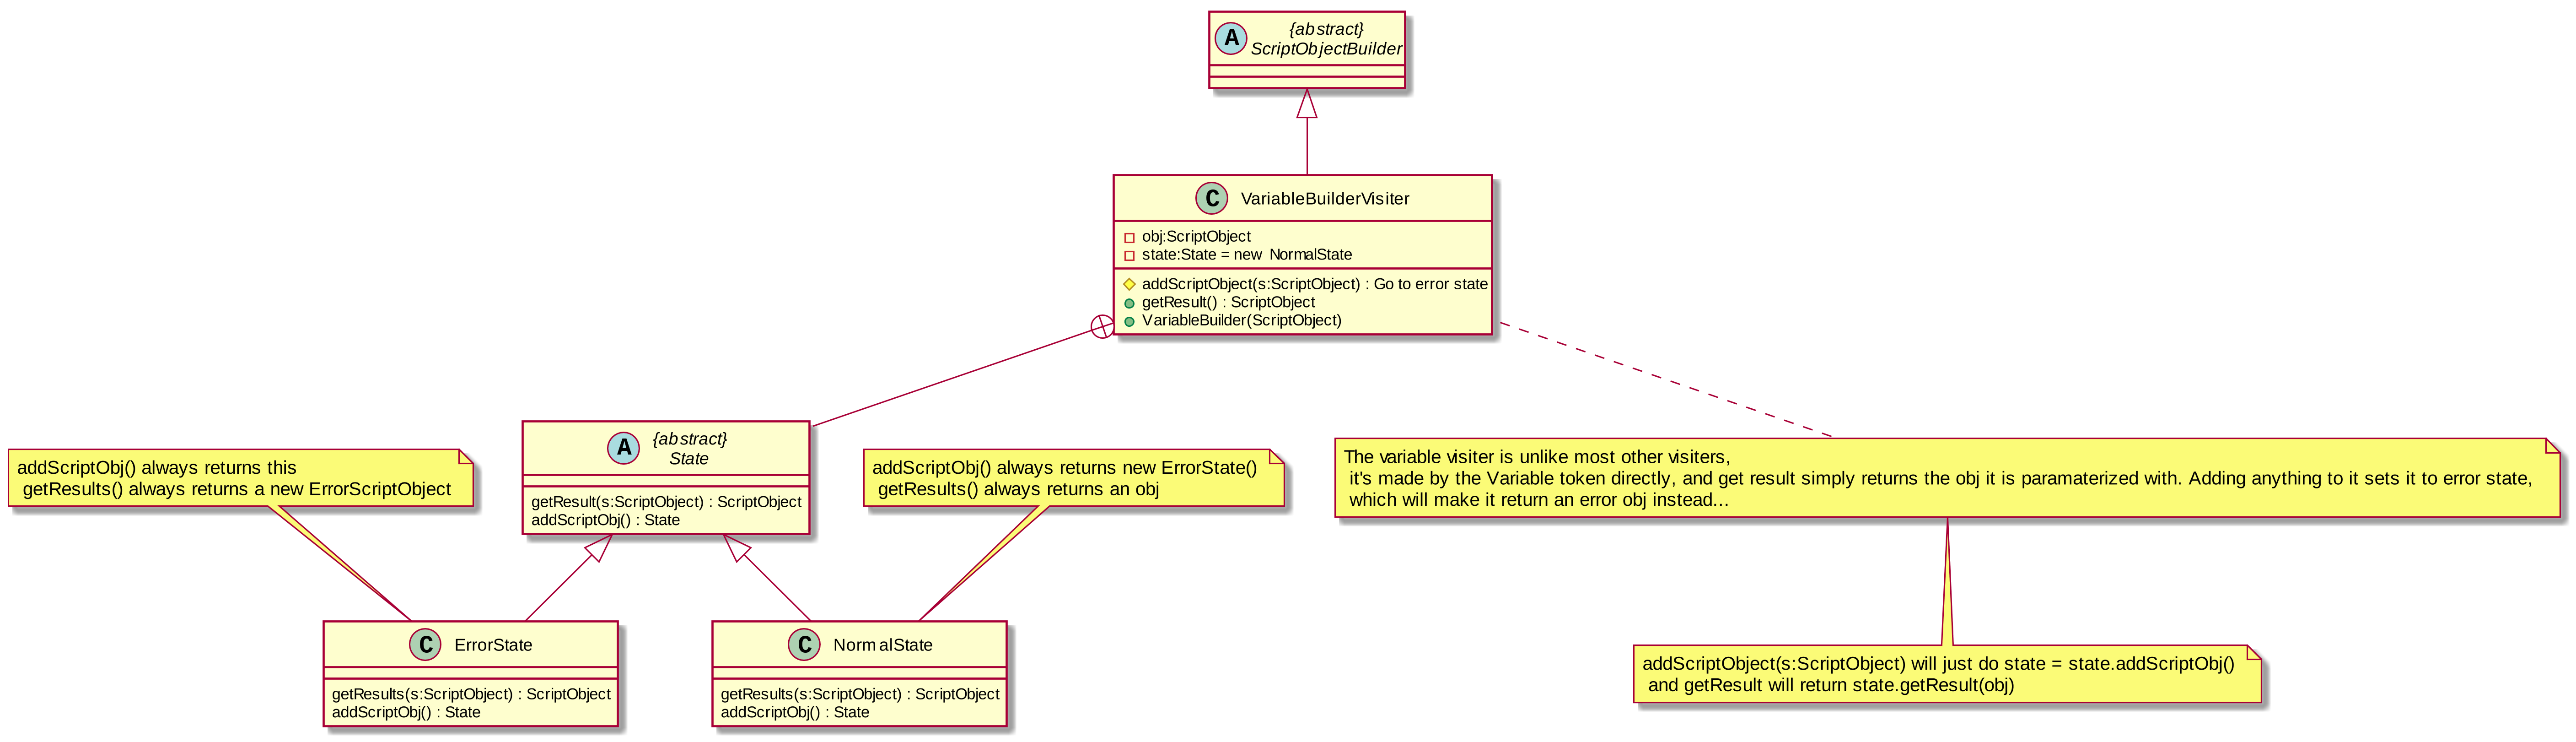 A
{abstract}
ScriptObjectBuilder
C VariableBuilderVisiter
obj:ScriptObject
state:State = new NormalState
addScriptObject(s:ScriptObject) : Go to error state
getResult() : ScriptObject
VariableBuilder(ScriptObject)
addScriptObj() always returns this
getResults() always returns a new ErrorScriptObject
A
{abstract}
State
getResult(s:ScriptObject) : ScriptObject
addScriptObj() : State
addScriptObj() always returns new ErrorState()
getResults() always returns an obj
The variable visiter is unlike most other visiters,
it's made by the Variable token directly, and get result simply returns the obj it is paramaterized with. Adding anything to it sets it to error state,
which will make it return an error obj instead...
C ErrorState
getResults(s:ScriptObject) : ScriptObject
addScriptObj() : State
C NormalState
getResults(s:ScriptObject) : ScriptObject
addScriptObj() : State
addScriptObject(s:ScriptObject) will just do state = state.addScriptObj()
and getResult will return state.getResult(obj)